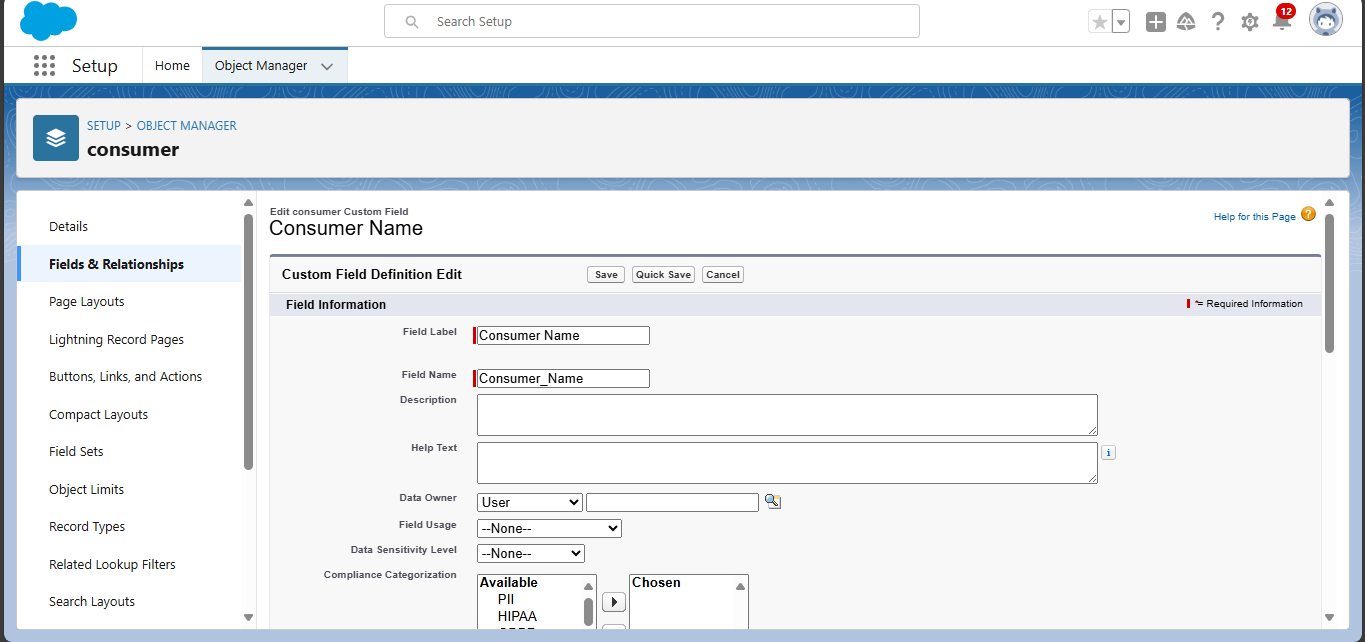 Search Setup
12
Setup
Home
Object Manager
SETUP > OBJECT MANAGER
consumer
Details
Fields & Relationships
Page Layouts
Lightning Record Pages
Buttons, Links, and Actions
Compact Layouts
Field Sets
Object Limits
Record Types
Related Lookup Filters
Search Layouts
Edit consumer Custom Field
Consumer Name
Help for this Page ?
Custom Field Definition Edit
Save
Quick Save
Cancel
Field Information
= Required Information
Field Label
Consumer Name
Field Name
Consumer_Name
Description
Help Text
i
Data Owner
User
Field Usage
--None--
Data Sensitivity Level
--None--
Compliance Categorization
Available
PII
HIPAA
Chosen